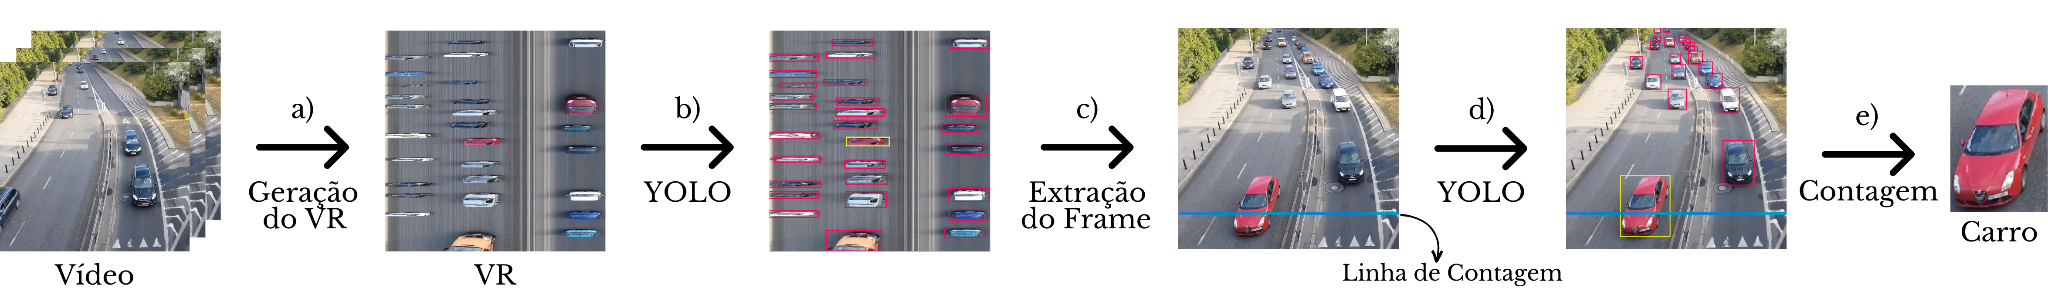 Vídeo
a)
Geração
do VR
VR
b)
YOLO
c)
Extração
do Frame
Linha de Contagem
d)
YOLO
e)
Contagem
Carro